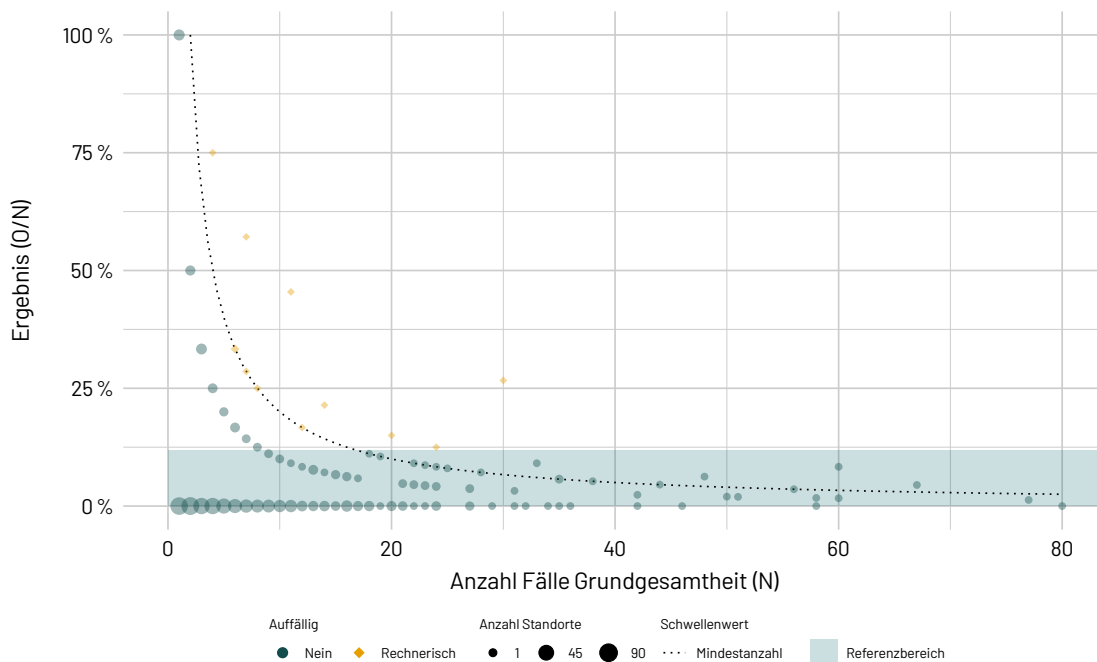 100 %
75 %
50 %
25 %
0 %
Ergebnis (O/N)
0 20 40 60 80
Anzahl Fälle Grundgesamtheit (N)
Auffällig Anzahl Standorte Schwellenwert
Nein Rechnerisch 1 45 90 Mindestanzahl Referenzbereich